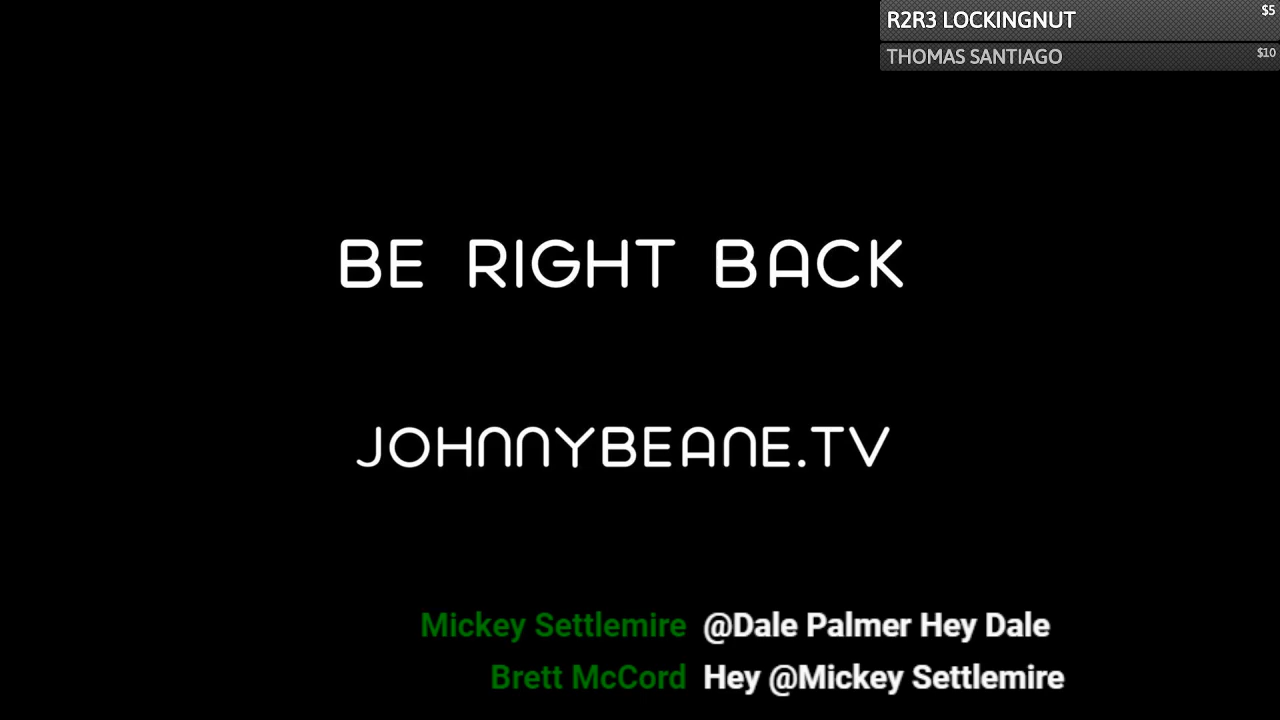 R2R3 LOCKINGNUT $5
THOMAS SANTIAGO $10
BE RIGHT BACK
JOHNNYBEANE.TV
Mickey Settlemire @Dale Palmer Hey Dale
Brett McCord Hey @Mickey Settlemire